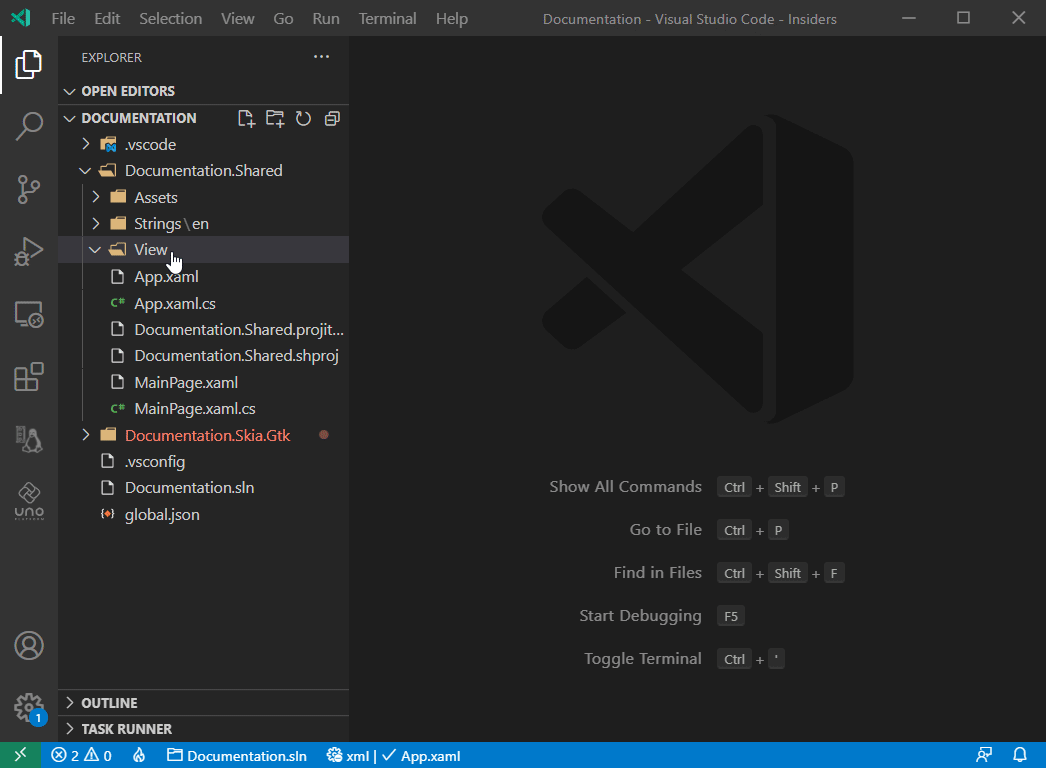 File Edit Selection View Go Run Terminal Help Documentation - Visual Studio Code - Insiders
EXPLORER
OPEN EDITORS
DOCUMENTATION
.vscode
Documentation.Shared
Assets
Strings\en
View
App.xaml
C# App.xaml.cs
Documentation.Shared.projit...
Documentation.Shared.shproj
MainPage.xaml
C# MainPage.xaml.cs
Documentation.Skia.Gtk
.vsconfig
Documentation.sln
global.json
UNO
PLATFORM
Show All Commands Ctrl + Shift + P
Go to File Ctrl + P
Find in Files Ctrl + Shift + F
Start Debugging F5
Toggle Terminal Ctrl + '
OUTLINE
1
TASK RUNNER
2 0 Documentation.sln xml | ✓ App.xaml